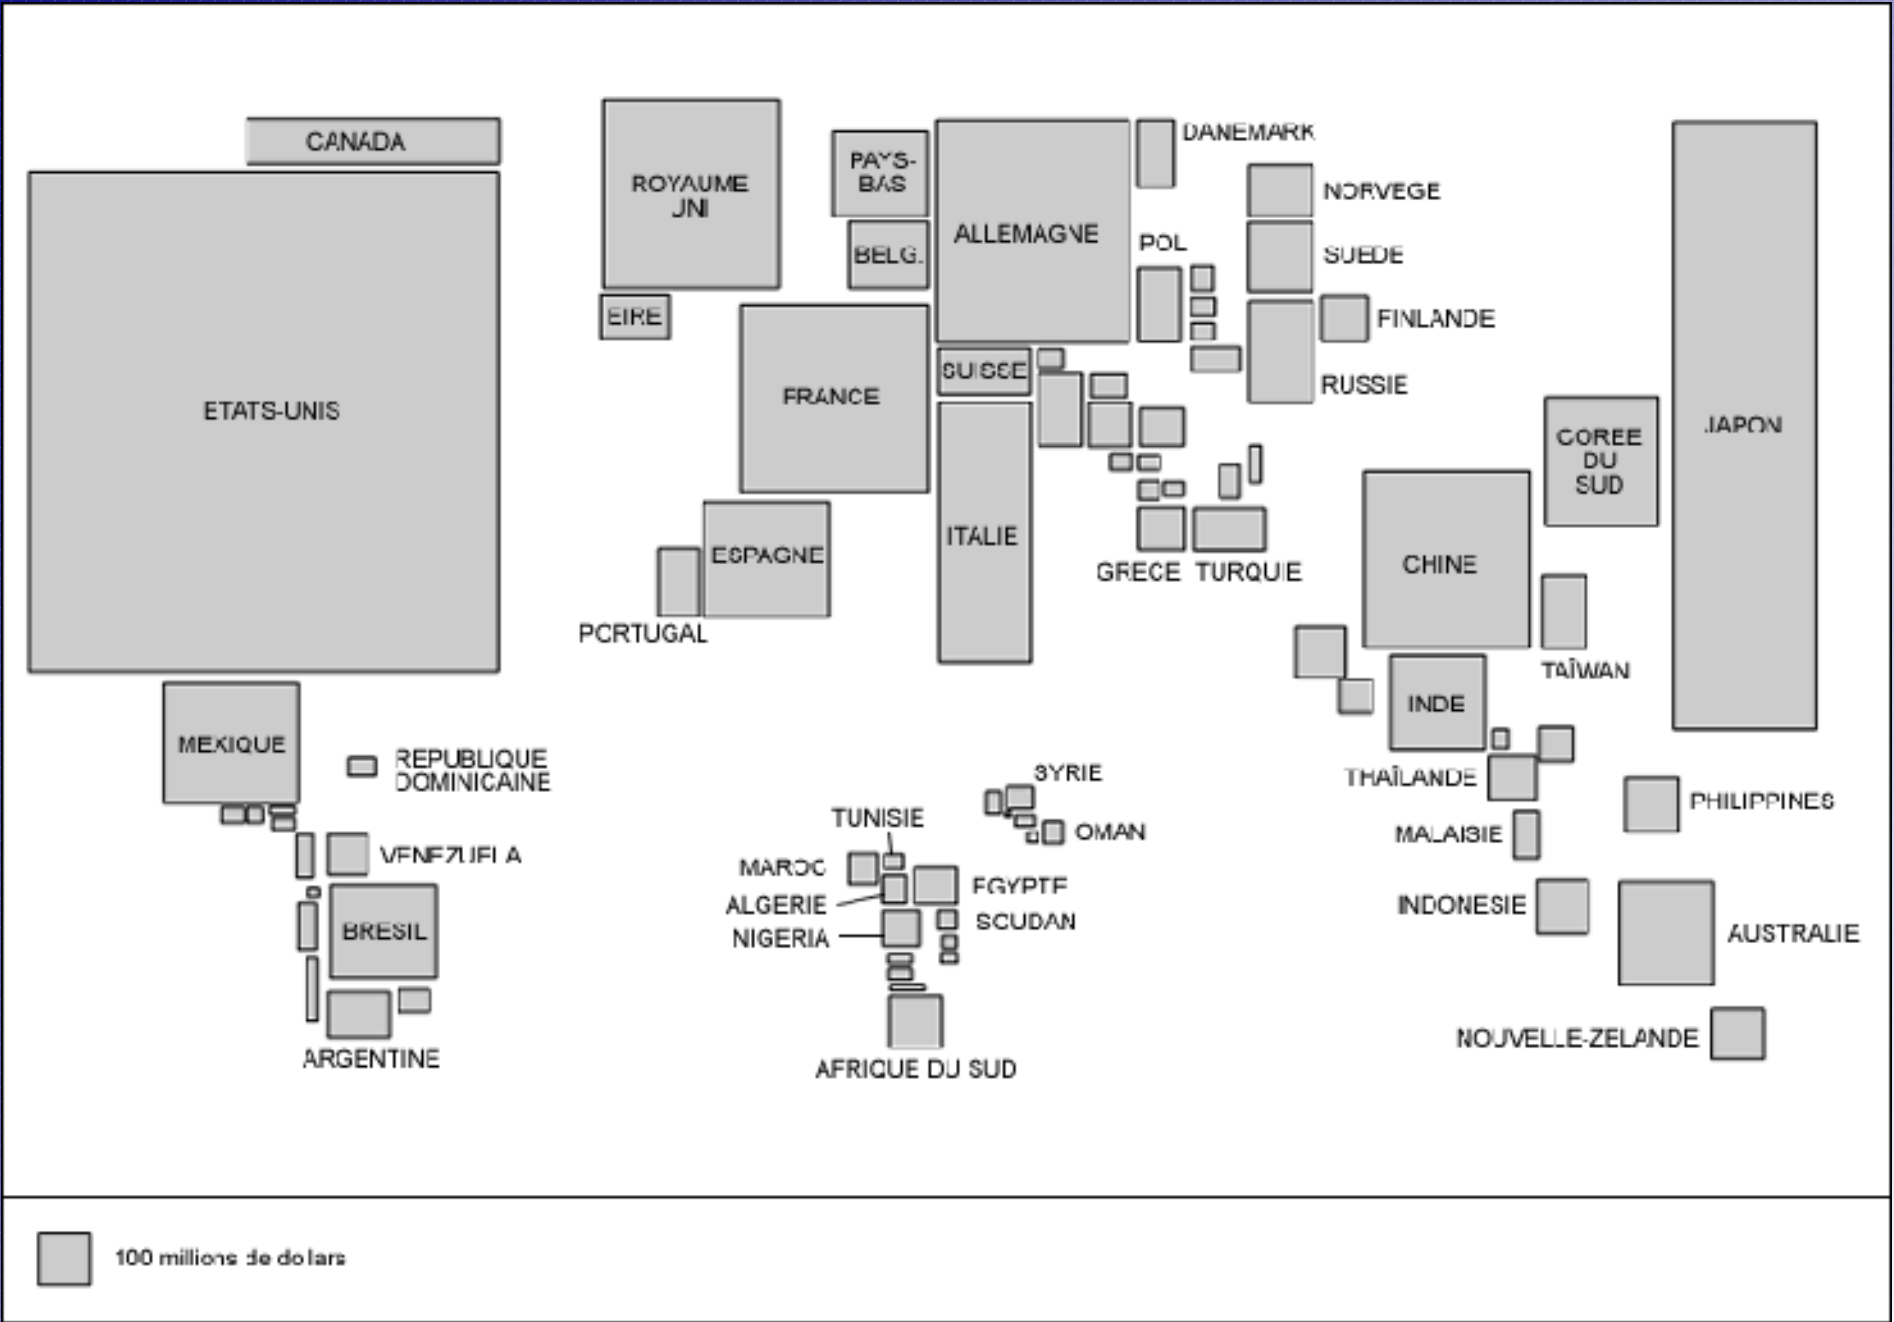 CANADA
ETATS-UNIS
MEXIQUE
REPUBLIQUE
DOMINICAINE
VENEZUELA
BRESIL
ARGENTINE
ROYAUME
UNI
EIRE
PAYS-
BAS
BELG.
ALLEMAGNE
DANEMARK
NORVEGE
SUEDE
POL
FINLANDE
RUSSIE
SUISSE
FRANCE
ITALIE
ESPAGNE
PORTUGAL
GRECE
TURQUIE
SYRIE
OMAN
TUNISIE
MAROC
ALGERIE
EGYPTE
NIGERIA
SOUDAN
AFRIQUE DU SUD
JAPON
COREE
DU
SUD
CHINE
TAÏWAN
INDE
THAÏLANDE
PHILIPPINES
MALAISIE
INDONESIE
AUSTRALIE
NOUVELLE-ZELANDE
100 millions de dollars